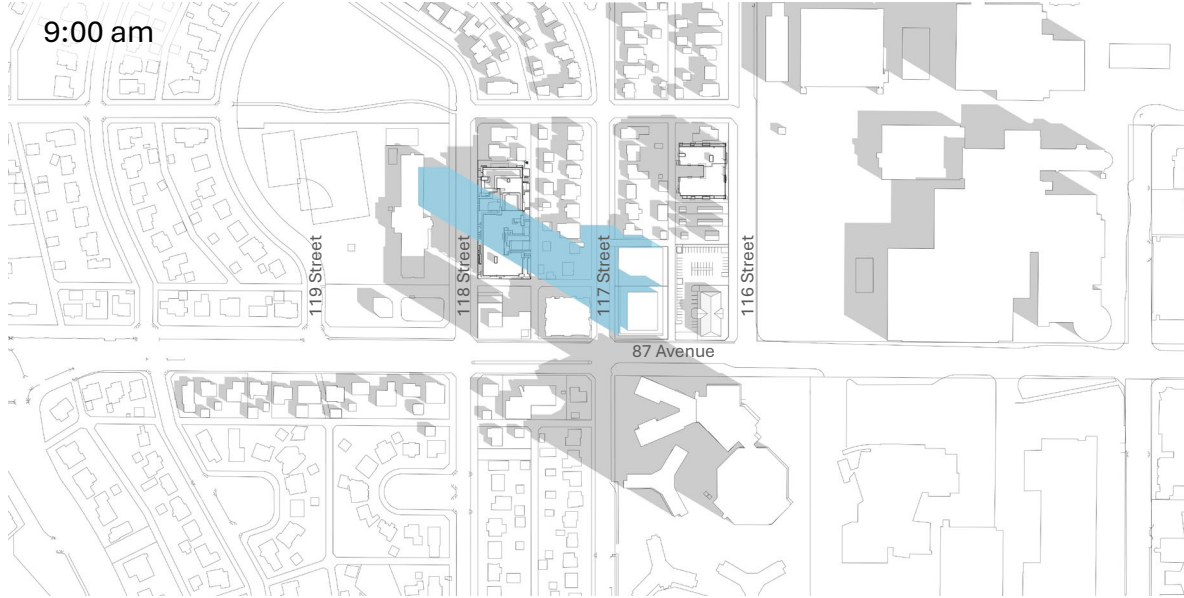 9:00 am
119 Street
118 Street
117 Street
116 Street
87 Avenue